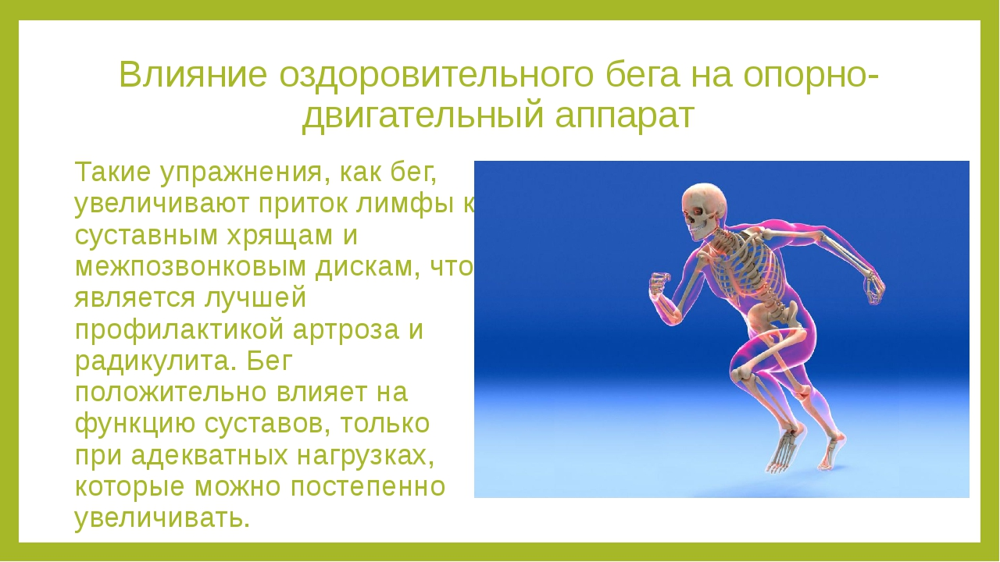 Влияние оздоровительного бега на опорно-
двигательный аппарат
Такие упражнения, как бег,
увеличивают приток лимфы к
суставным хрящам и
межпозвонковым дискам, что
является лучшей
профилактикой артроза и
радикулита. Бег
положительно влияет на
функцию суставов, только
при адекватных нагрузках,
которые можно постепенно
увеличивать.